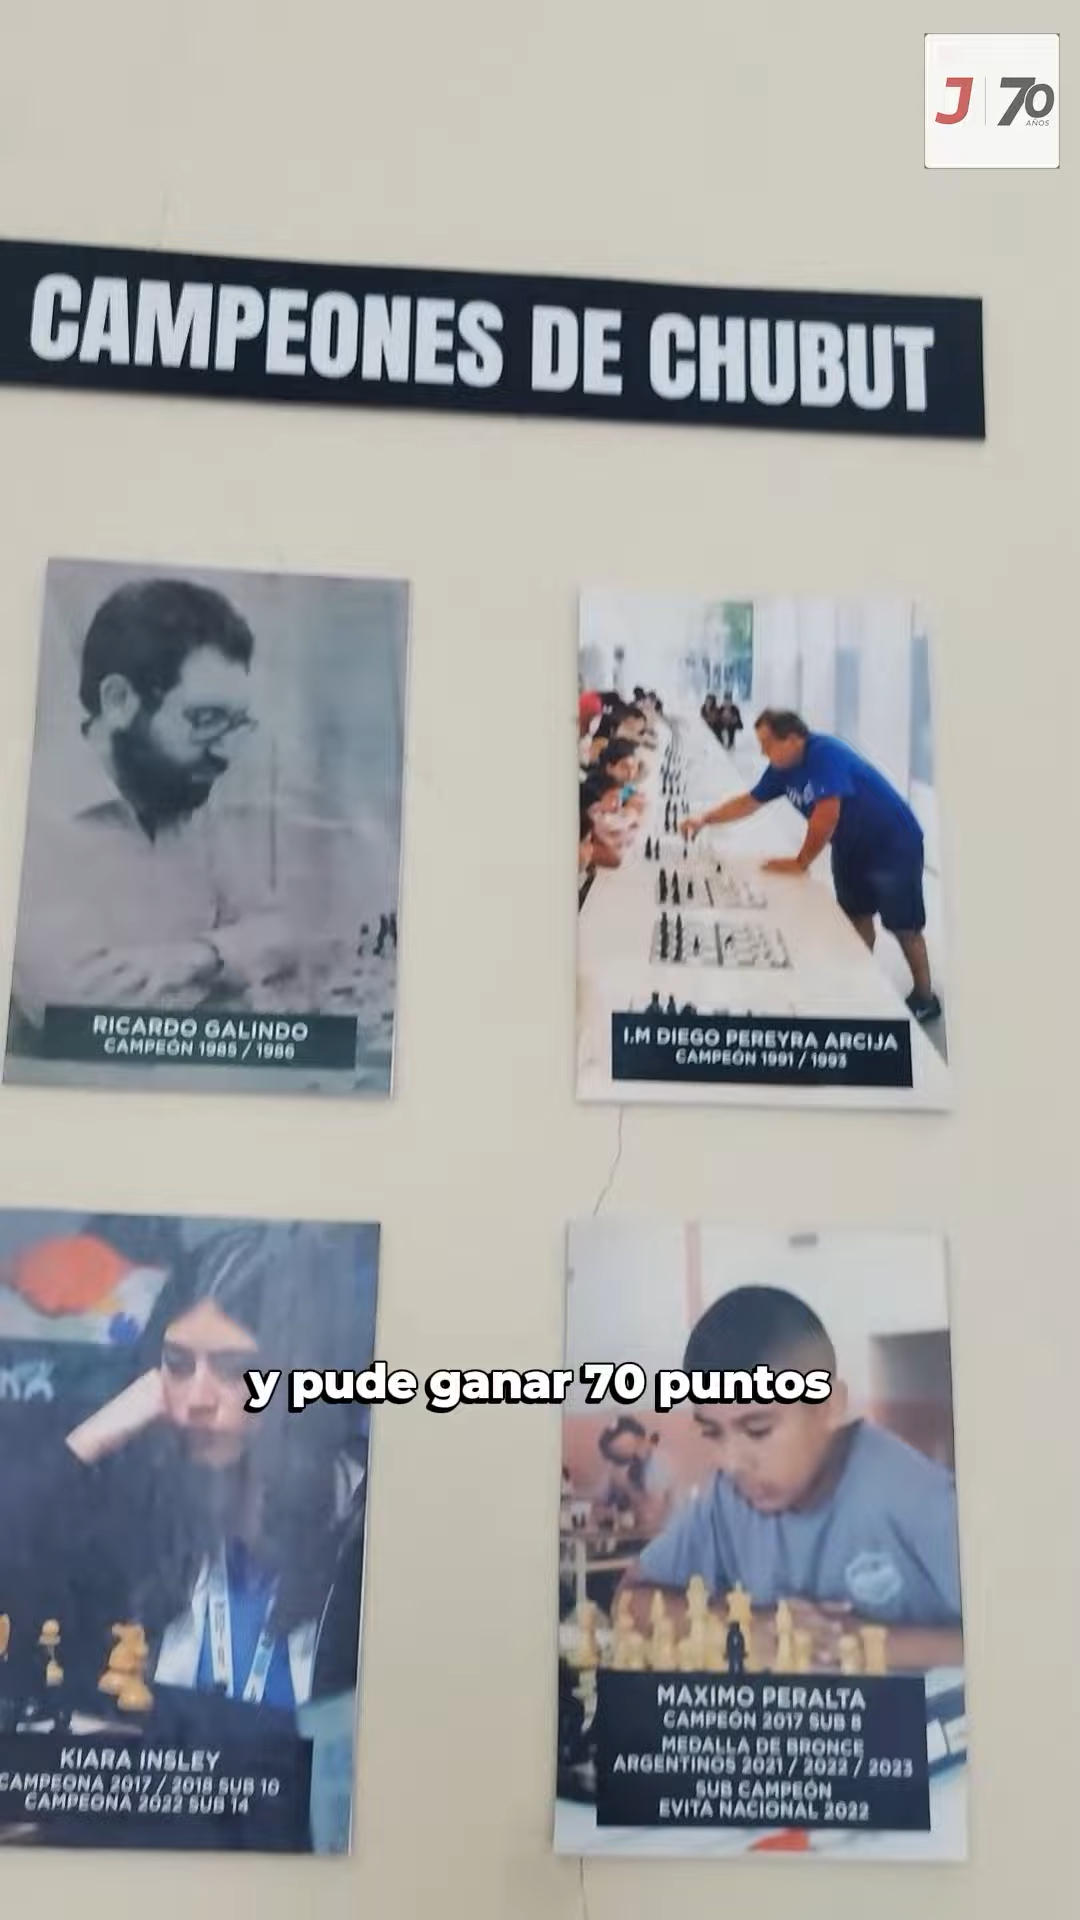 J | 70
AÑOS
CAMPEONES DE CHUBUT
RICARDO GALINDO
CAMPEÓN 1985 / 1986
I.M DIEGO PEREYRA ARCIJA
CAMPEÓN 1991 / 1993
y pude ganar 70 puntos
KIARA INSLEY
CAMPEONA 2017 / 2018 SUB 10
CAMPEONA 2022 SUB 14
MAXIMO PERALTA
CAMPEÓN 2017 SUB 8
MEDALLA DE BRONCE
ARGENTINOS 2021 / 2022 / 2023
SUB CAMPEÓN
EVITA NACIONAL 2022